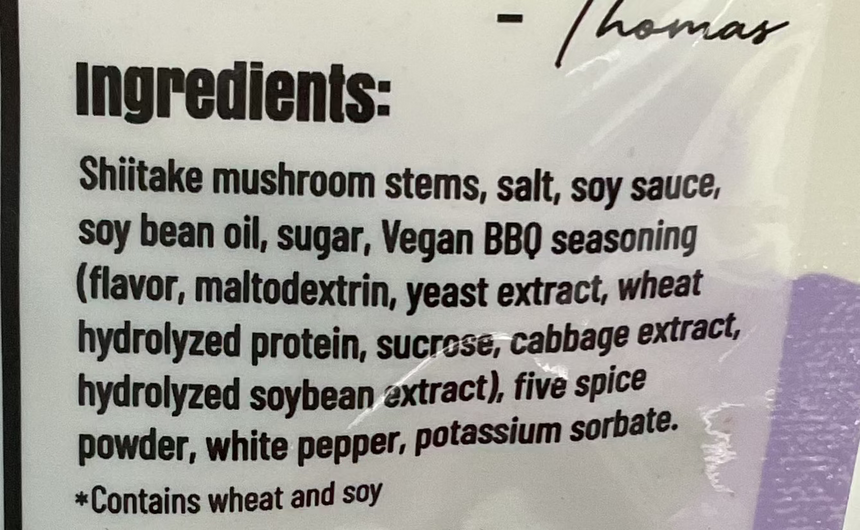 - Thomas
Ingredients:
Shiitake mushroom stems, salt, soy sauce,
soy bean oil, sugar, Vegan BBQ seasoning
(flavor, maltodextrin, yeast extract, wheat
hydrolyzed protein, sucrose, cabbage extract,
hydrolyzed soybean extract), five spice
powder, white pepper, potassium sorbate.
*Contains wheat and soy